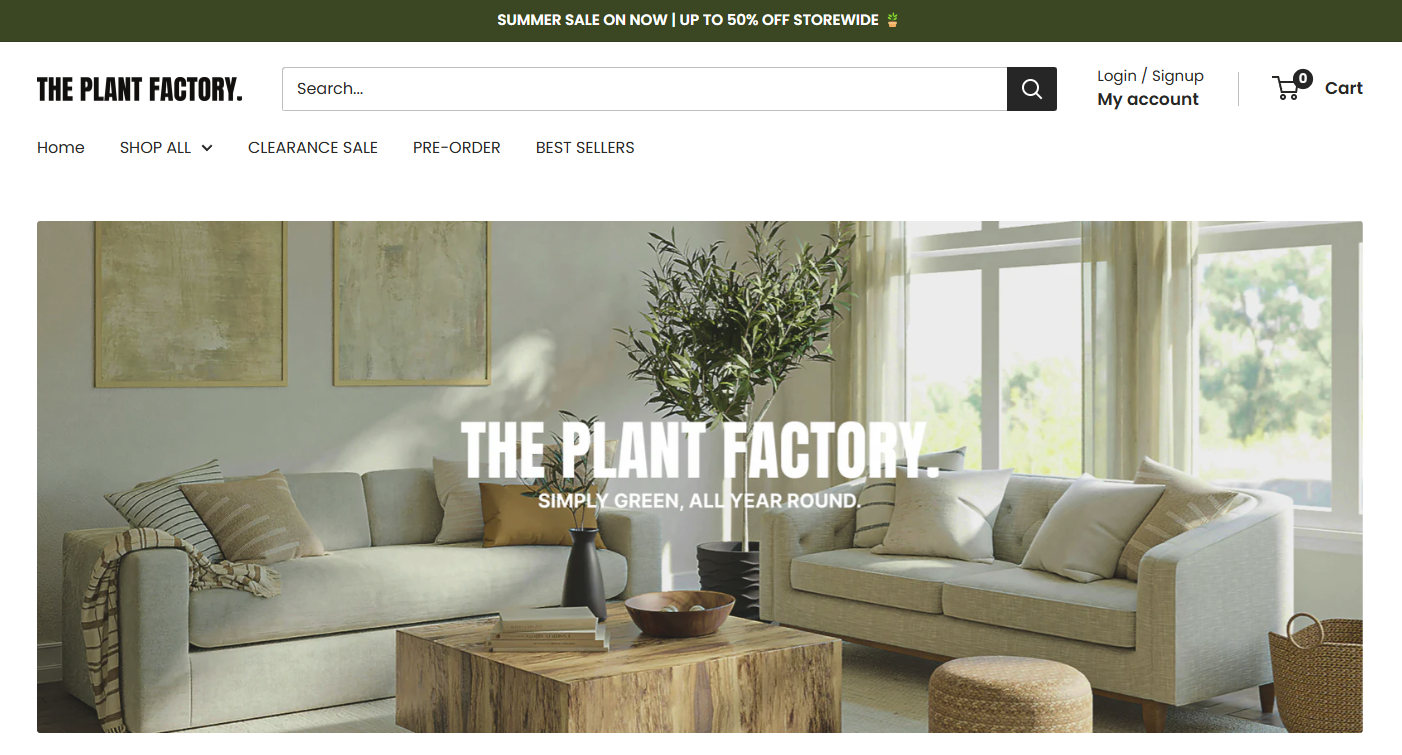 SUMMER SALE ON NOW | UP TO 50% OFF STOREWIDE 🪴
THE PLANT FACTORY.
Search...
Login / Signup
My account
0
Cart
Home
SHOP ALL
CLEARANCE SALE
PRE-ORDER
BEST SELLERS
THE PLANT FACTORY.
SIMPLY GREEN, ALL YEAR ROUND.